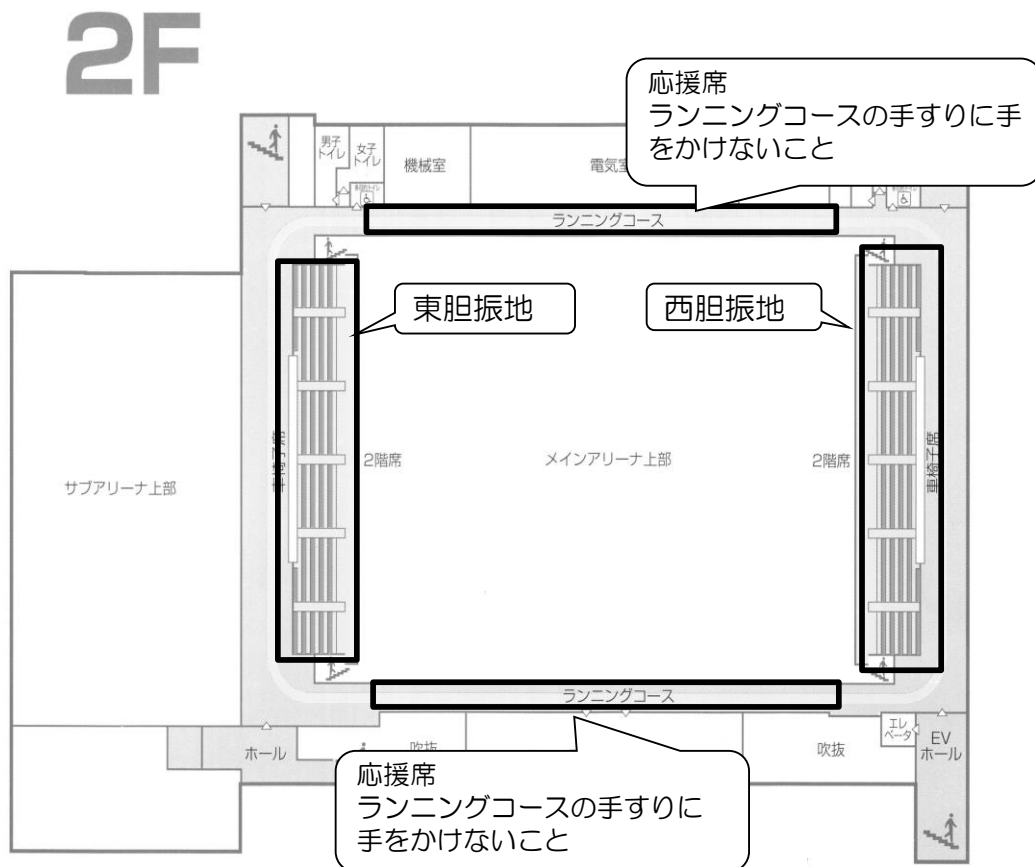 2F
応援席
ランニングコースの手すりに手
をかけないこと
男子
トイレ
女子
トイレ
機械室
電気室
ランニングコース
東胆振地
西胆振地
車椅子席
2階席
メインアリーナ上部
2階席
車椅子席
サブアリーナ上部
ランニングコース
ホール
吹抜
吹抜
エレ
ベータ
EV
ホール
応援席
ランニングコースの手すりに
手をかけないこと